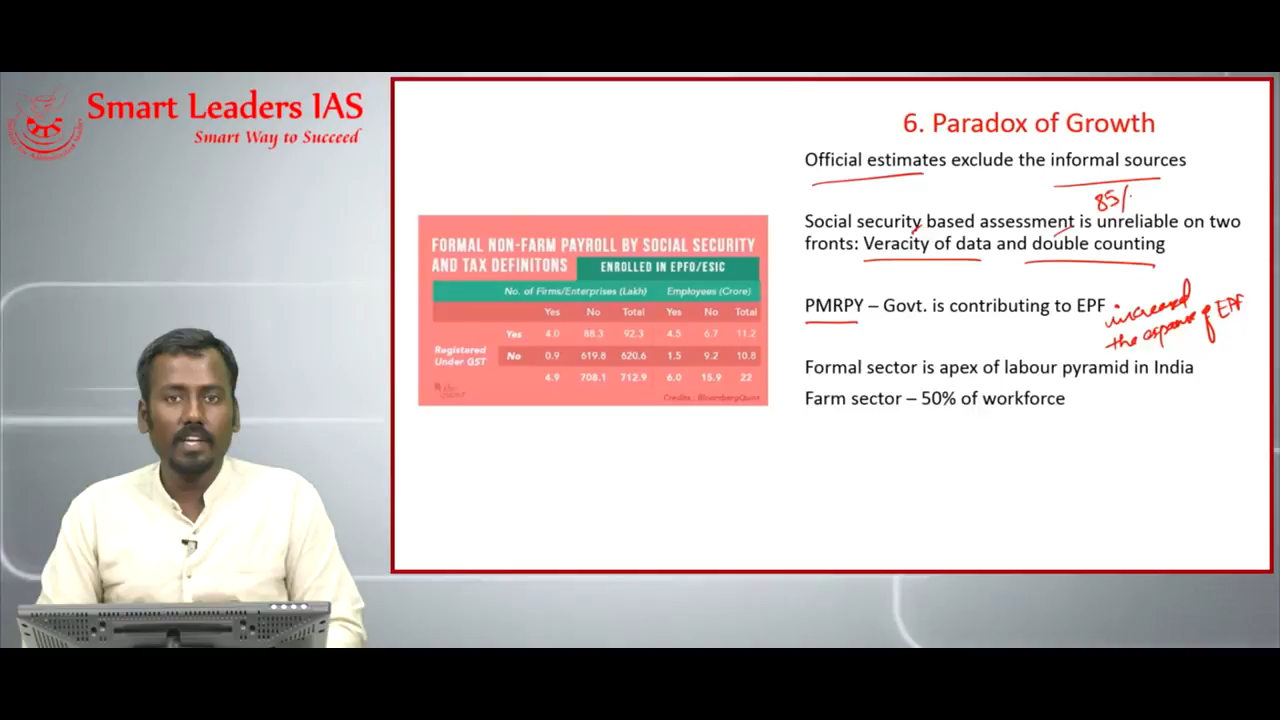 Smart Leaders IAS
Smart Way to Succeed
6. Paradox of Growth
Official estimates exclude the informal sources
85%
Social security based assessment is unreliable on two
fronts: Veracity of data and double counting
PMRPY – Govt. is contributing to EPF
increased
the expanse of EPF
Formal sector is apex of labour pyramid in India
Farm sector – 50% of workforce
FORMAL NON-FARM PAYROLL BY SOCIAL SECURITY
AND TAX DEFINITONS
ENROLLED IN EPFO/ESIC
No. of Firms/Enterprises (Lakh) Employees (Crore)
Yes No Total Yes No Total
Registered
Under GST
Yes 4.0 88.3 92.3 4.5 6.7 11.2
No 0.9 619.8 620.6 1.5 9.2 10.8
4.9 708.1 712.9 6.0 15.9 22
the quint
Credits.. BloombergQuint